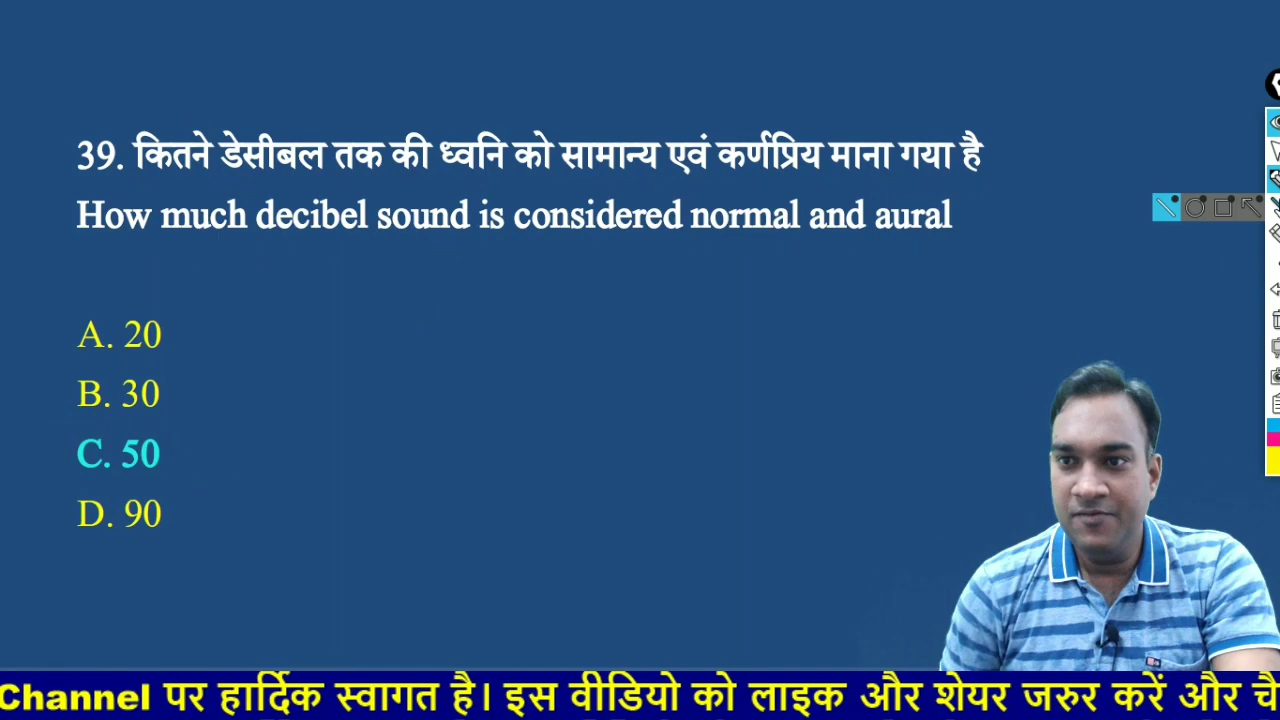 39. कितने डेसीबल तक की ध्वनि को सामान्य एवं कर्णप्रिय माना गया है
How much decibel sound is considered normal and aural
A. 20
B. 30
C. 50
D. 90
Channel पर हार्दिक स्वागत है। इस वीडियो को लाइक और शेयर जरुर करें और